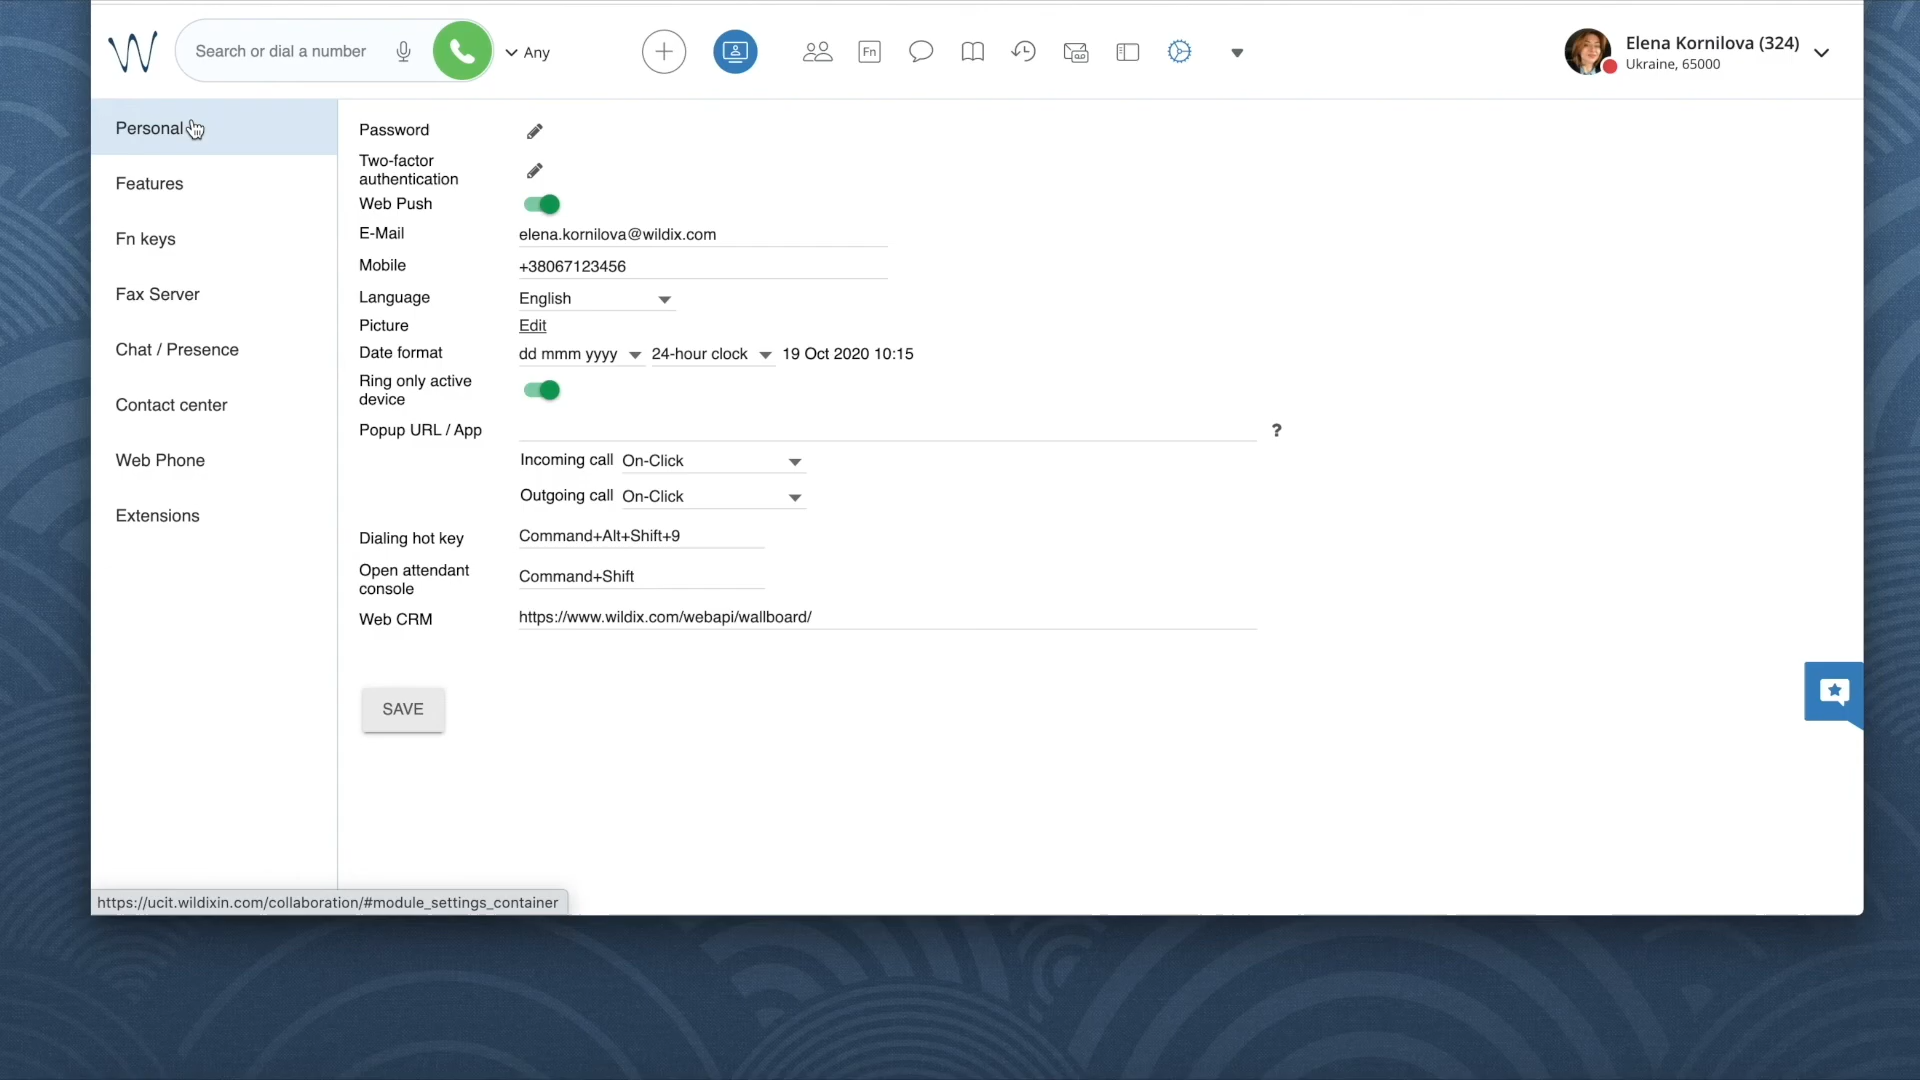 W Search or dial a number Any Fn Elena Kornilova (324)
Ukraine, 65000
Personal
Features
Fn keys
Fax Server
Chat / Presence
Contact center
Web Phone
Extensions
Password
Two-factor
authentication
Web Push
E-Mail elena.kornilova@wildix.com
Mobile +38067123456
Language English
Picture Edit
Date format dd mmm yyyy 24-hour clock 19 Oct 2020 10:15
Ring only active
device
Popup URL / App ?
Incoming call On-Click
Outgoing call On-Click
Dialing hot key Command+Alt+Shift+9
Open attendant
console Command+Shift
Web CRM https://www.wildix.com/webapi/wallboard/
SAVE
https://ucit.wildixin.com/collaboration/#module_settings_container